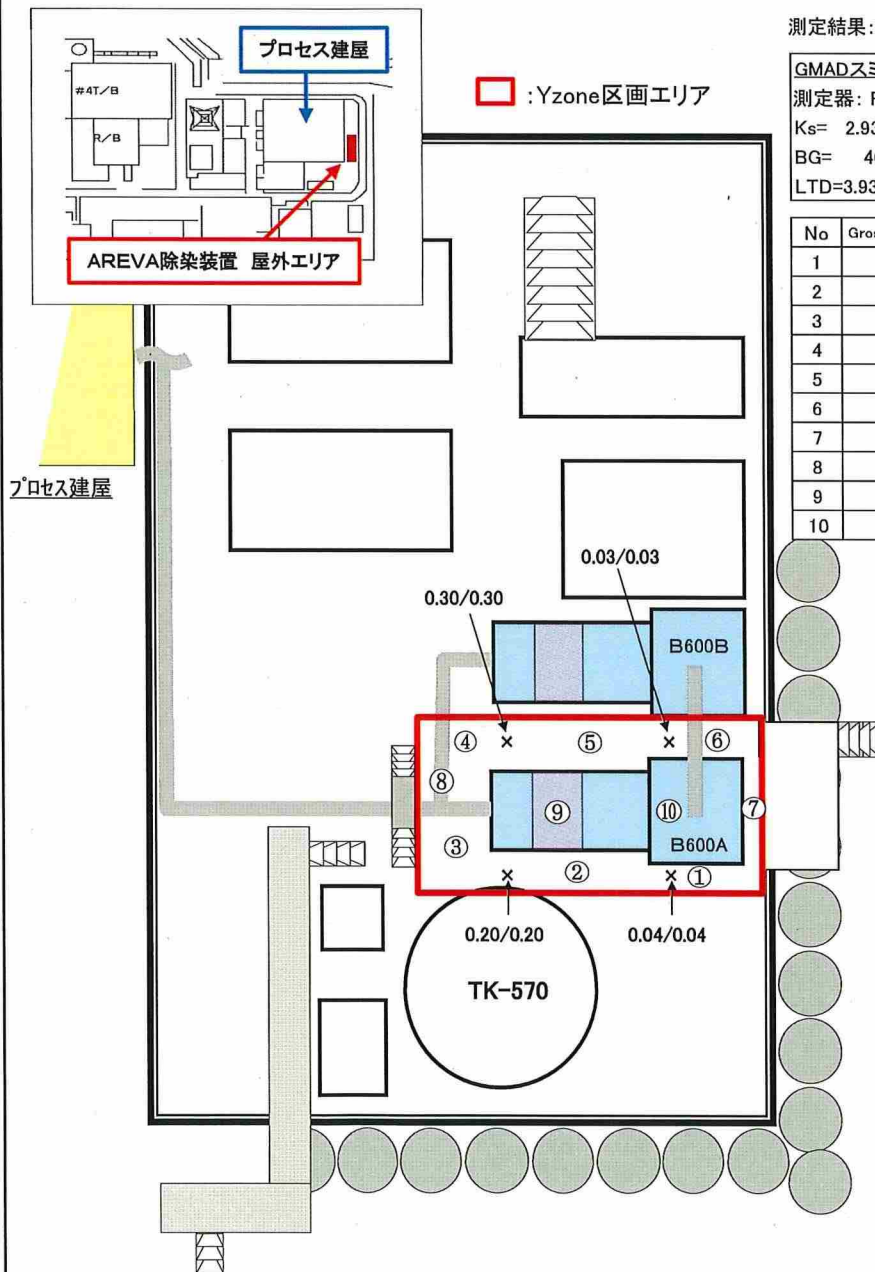 プロセス建屋
#4T/B
R/B
AREVA除染装置 屋外エリア
:Yzone区画エリア
測定結果:
測定器:
Ks= 2.93
BG=
LTD=3.93
No
1
2
3
4
5
6
7
8
9
10
プロセス建屋
0.03/0.03
0.30/0.30
B600B
④
⑤
⑥
⑧
⑨
⑩
⑦
③
B600A
②
①
0.20/0.20
0.04/0.04
TK-570